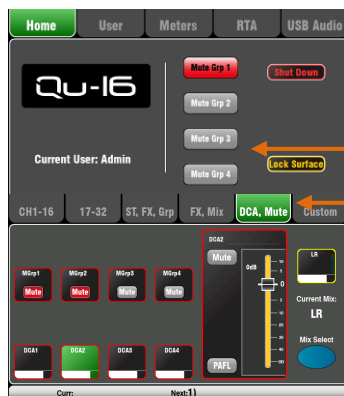 Home User Meters RTA USB Audio
Mute Grp 1
Shut Down
Qu-16
Mute Grp 2
Mute Grp 3
Current User: Admin
Lock Surface
Mute Grp 4
CH1-16 17-32 ST, FX, Grp FX, Mix DCA, Mute Custom
DCA2
Mute
LR
0dB
MGrp1 MGrp2 MGrp3 MGrp4
Mute Mute Mute Mute
Current Mix:
LR
Mix Select
DCA1 DCA2 DCA3 DCA4
PAFL
Curr: Next:1)